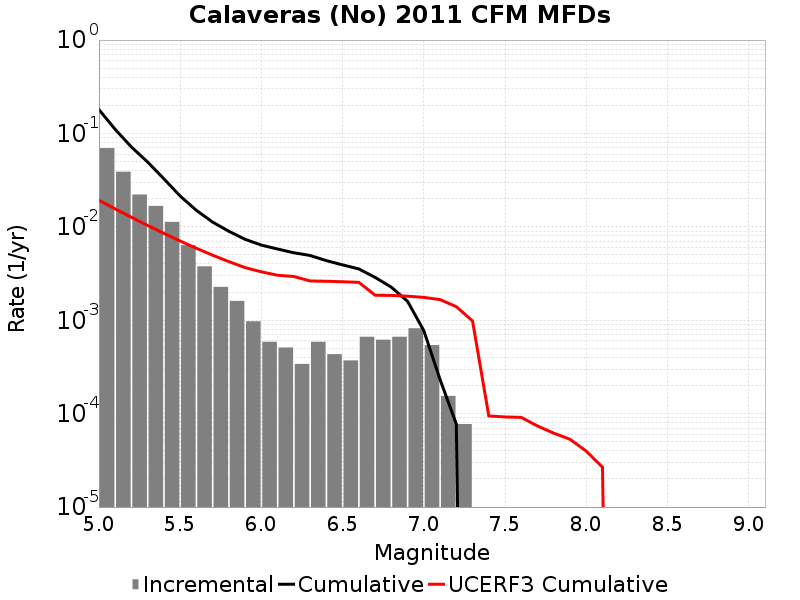 Calaveras (No) 2011 CFM MFDs
10^0
10^-1
10^-2
10^-3
10^-4
10^-5
Rate (1/yr)
5.0 5.5 6.0 6.5 7.0 7.5 8.0 8.5 9.0
Magnitude
Incremental Cumulative UCERF3 Cumulative